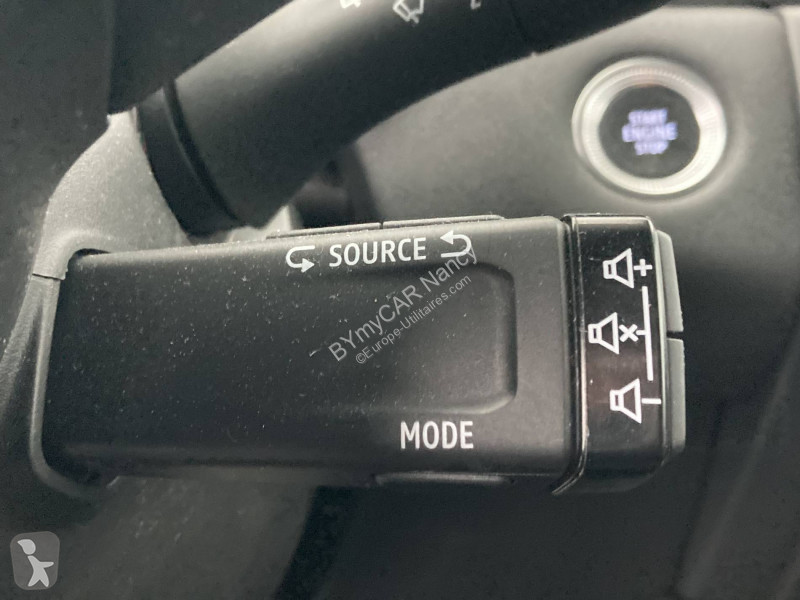 START
ENGINE
STOP
SOURCE
BYmyCAR Nancy
©Europe-Utilitaires.com
MODE